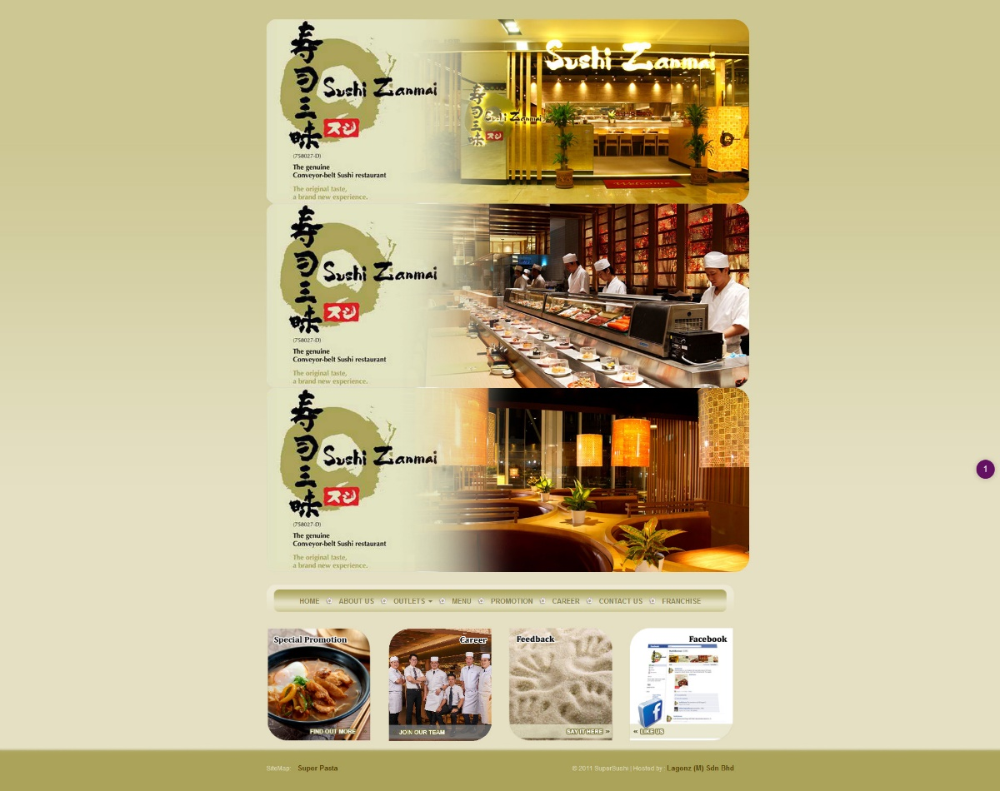 寿司三味
Sushi Zanmai
スシ
(758027-D)
The genuine
Conveyor-belt Sushi restaurant
The original taste,
a brand new experience.
Sushi Zanmai
寿司三味
Sushi Zanmai
スシ
Welcome
寿司三味
Sushi Zanmai
スシ
(758027-D)
The genuine
Conveyor-belt Sushi restaurant
The original taste,
a brand new experience.
寿司三味
Sushi Zanmai
スシ
(758027-D)
The genuine
Conveyor-belt Sushi restaurant
The original taste,
a brand new experience.
1
HOME ABOUT US OUTLETS MENU PROMOTION CAREER CONTACT US FRANCHISE
Special Promotion
FIND OUT MORE
Career
JOIN OUR TEAM
Feedback
SAY IT HERE »
Facebook
« LIKE US
SiteMap: Super Pasta
© 2011 SuperSushi | Hosted by Lagenz (M) Sdn Bhd